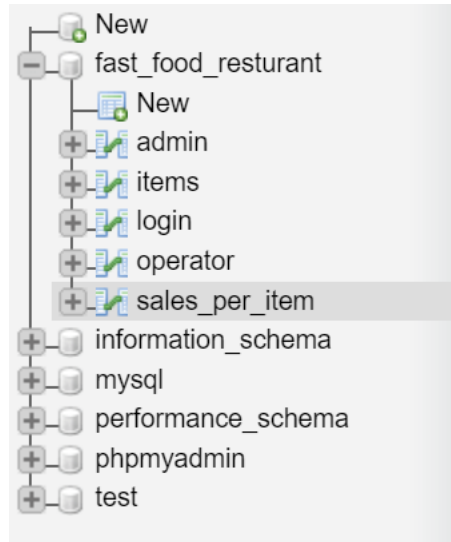 New
fast_food_resturant
New
admin
items
login
operator
sales_per_item
information_schema
mysql
performance_schema
phpmyadmin
test